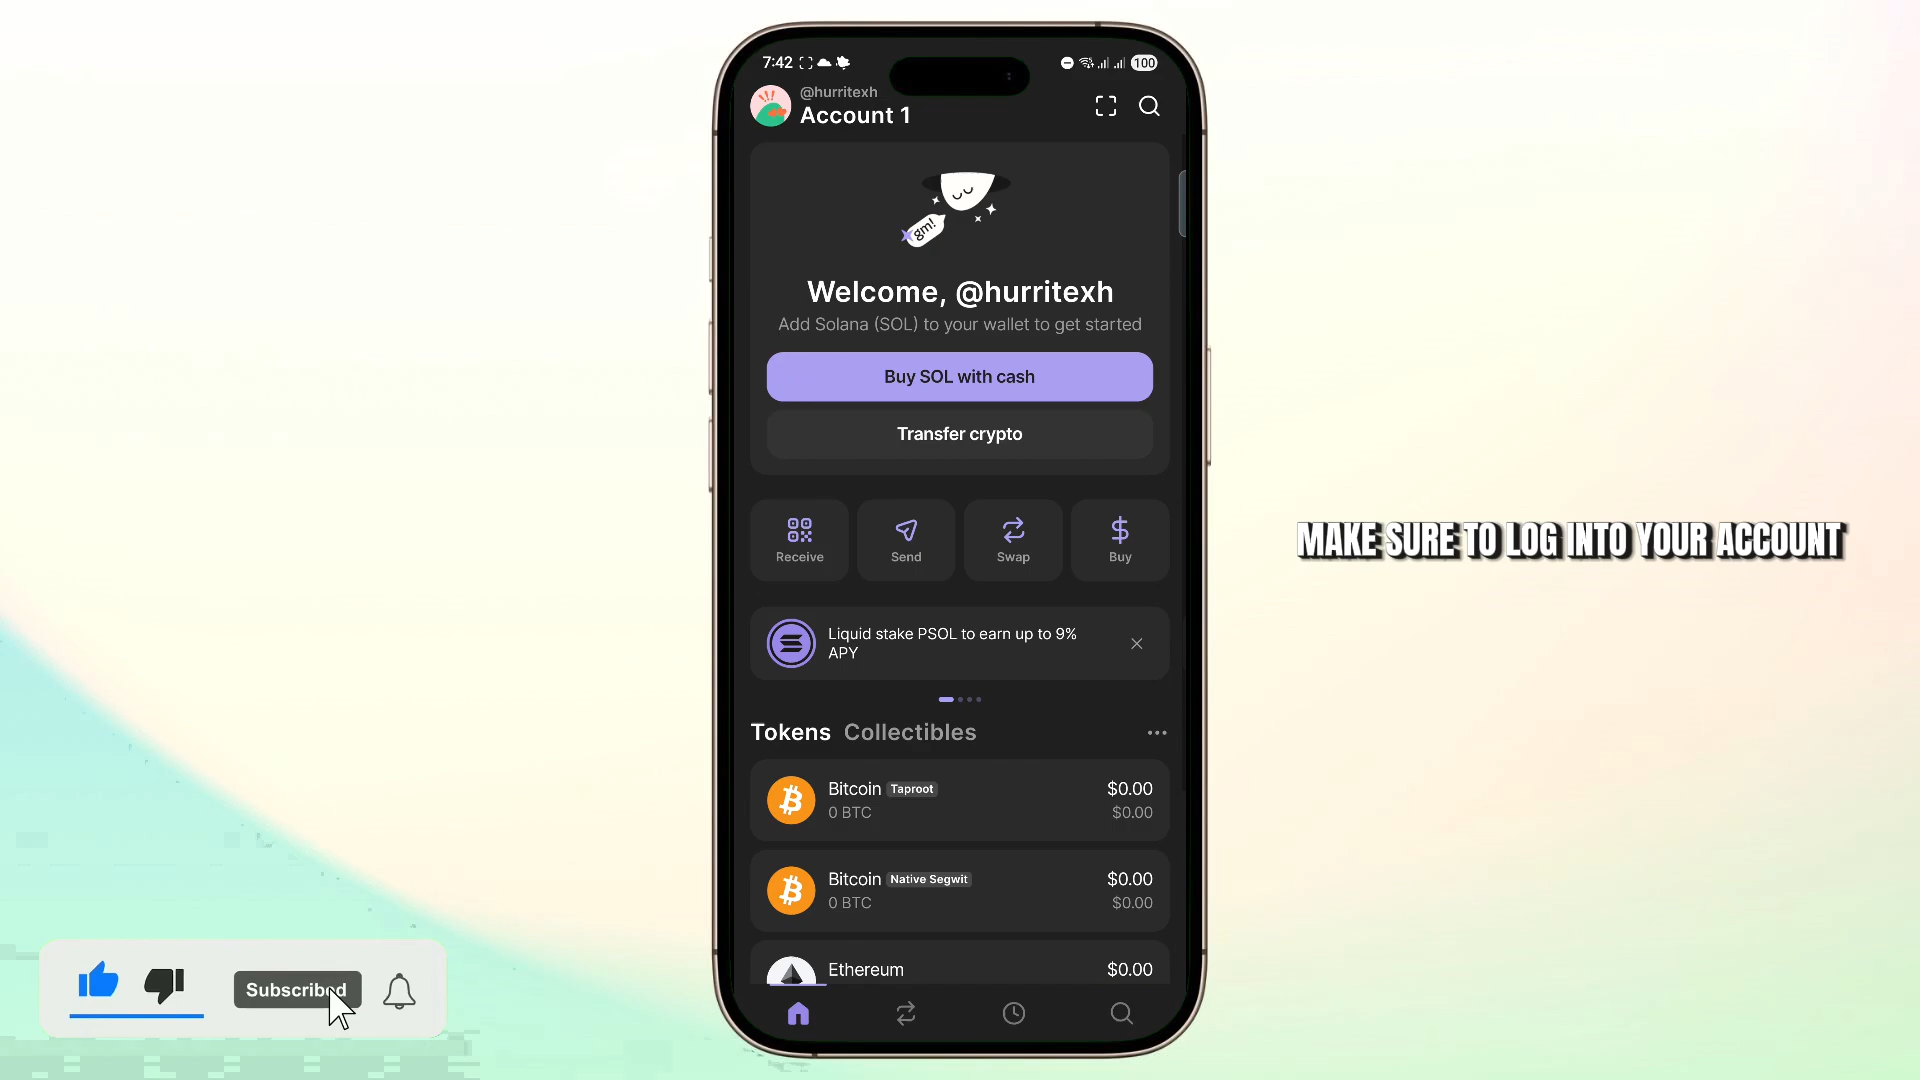 7:42
100
@hurritexh
Account 1
gm!
Welcome, @hurritexh
Add Solana (SOL) to your wallet to get started
Buy SOL with cash
Transfer crypto
Receive
Send
Swap
Buy
MAKE SURE TO LOG INTO YOUR ACCOUNT
Liquid stake PSOL to earn up to 9%
APY
Tokens Collectibles
Bitcoin Taproot $0.00
0 BTC $0.00
Bitcoin Native Segwit $0.00
0 BTC $0.00
Ethereum $0.00
Subscribed